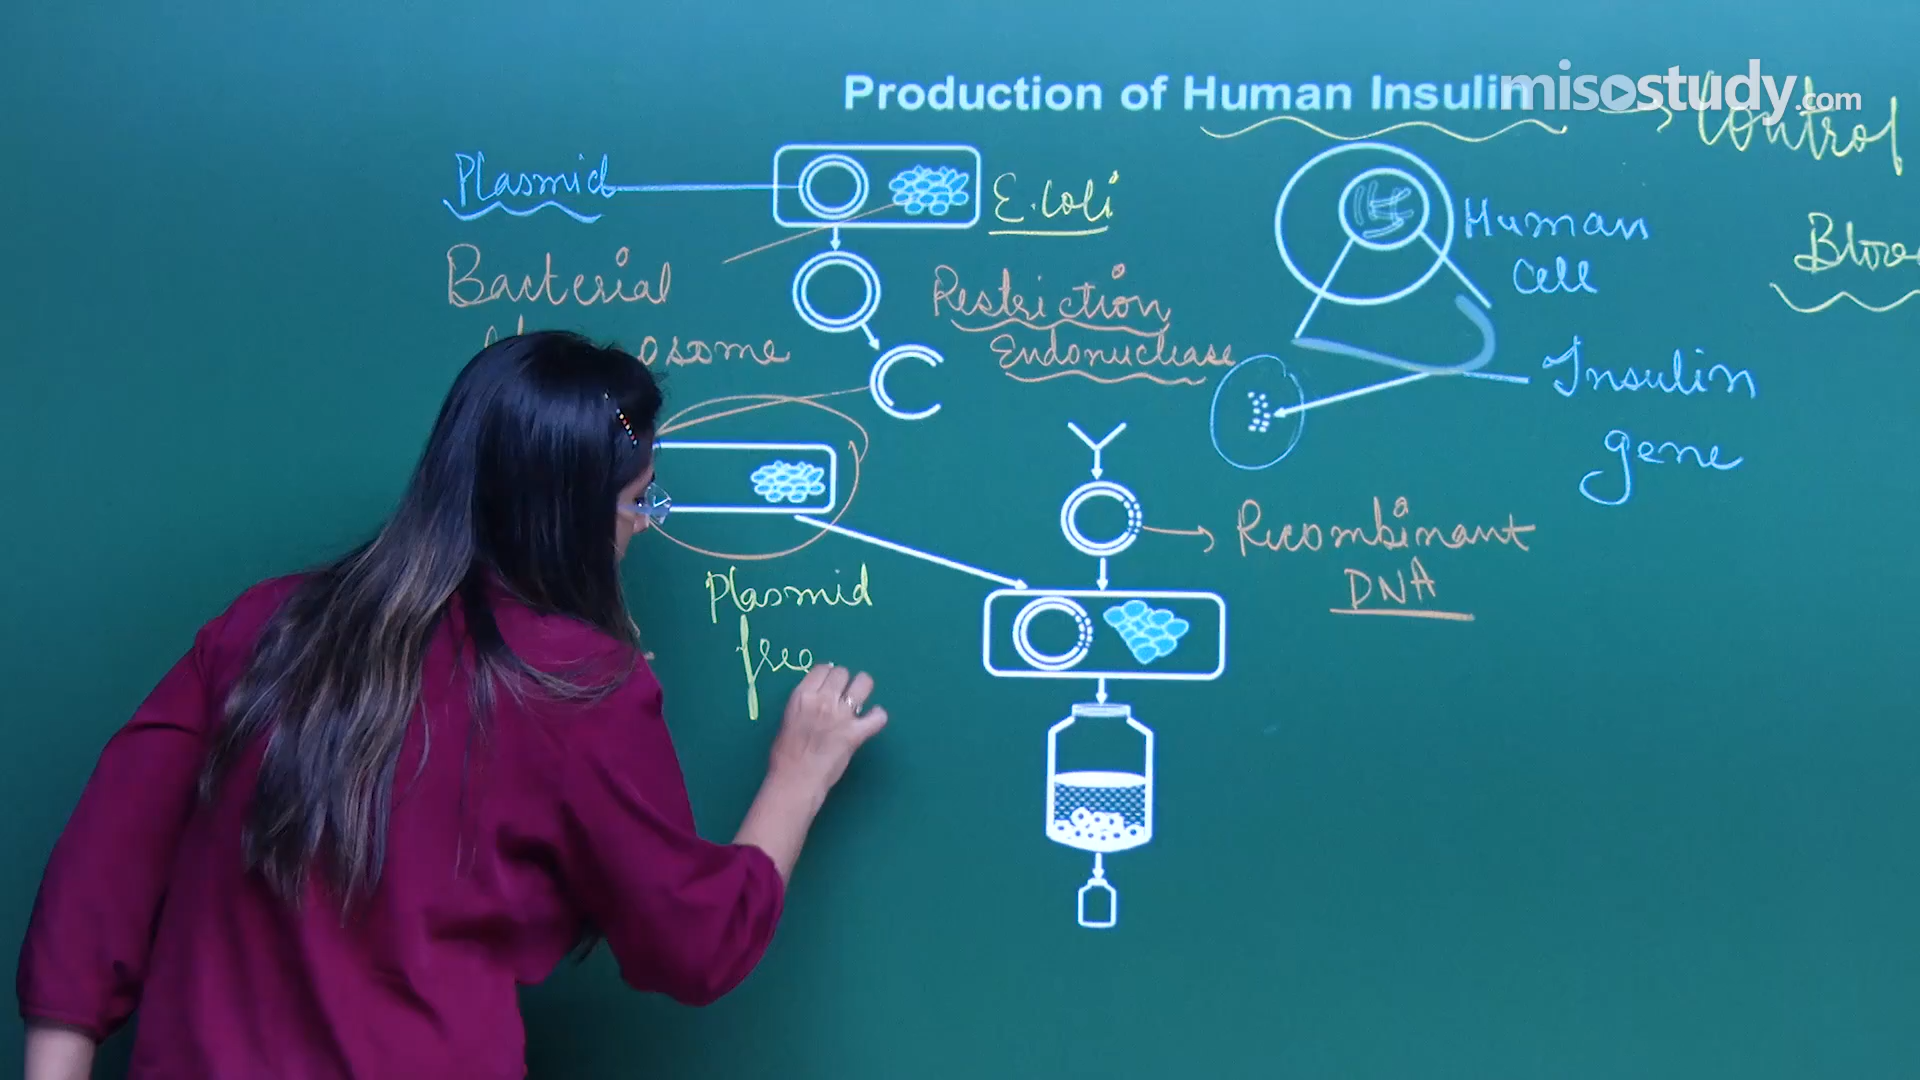 Production of Human Insulin
misostudy.com
→ Control
Plasmid
E.Coli
Human
Cell
Blood
Bacterial
osome
Restriction
Endonuclease
Insulin
gene
Recombinant
DNA
Plasmid
free